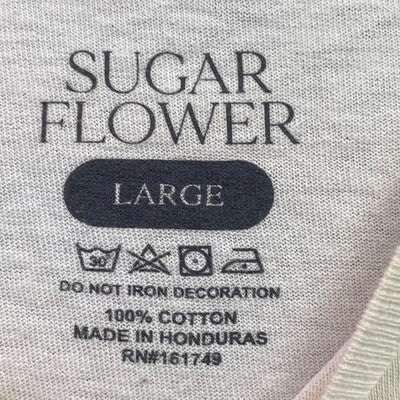 SUGAR
FLOWER
LARGE
30
DO NOT IRON DECORATION
100% COTTON
MADE IN HONDURAS
RN#161749